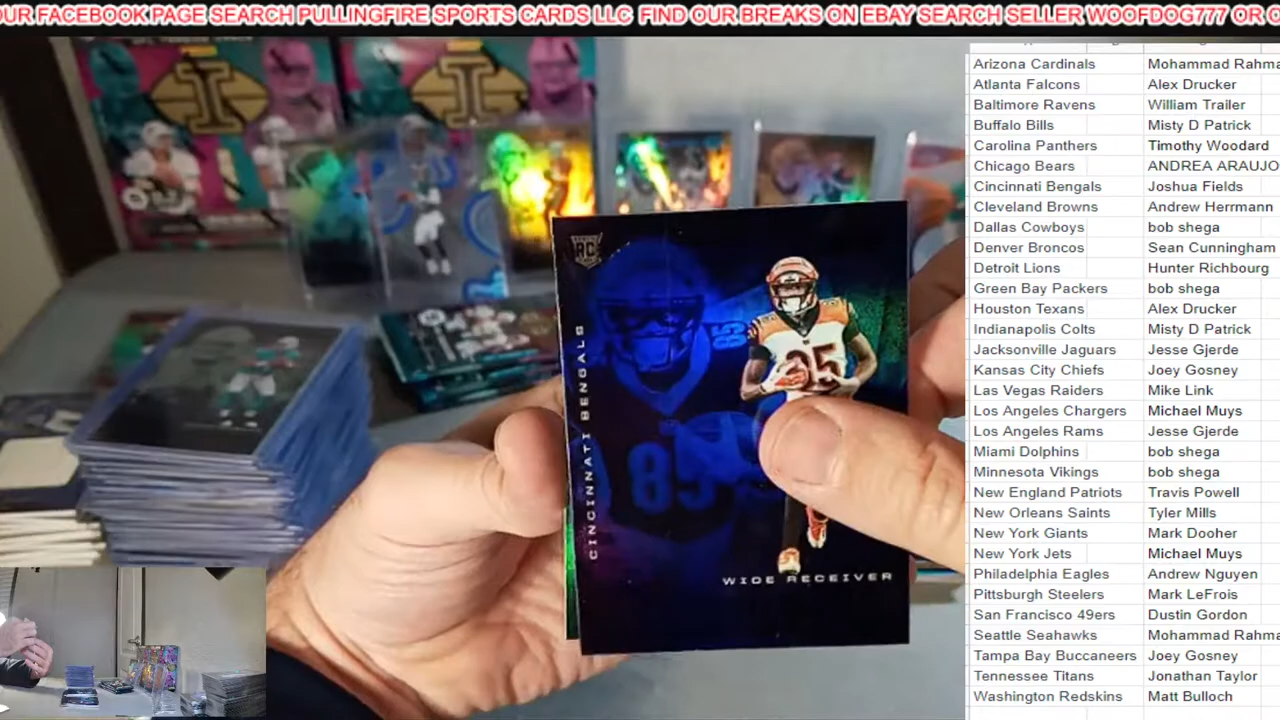 OUR FACEBOOK PAGE SEARCH PULLINGFIRE SPORTS CARDS LLC FIND OUR BREAKS ON EBAY SEARCH SELLER WOOFDOG777 OR
Arizona Cardinals Mohammad Rahma
Atlanta Falcons Alex Drucker
Baltimore Ravens William Trailer
Buffalo Bills Misty D Patrick
Carolina Panthers Timothy Woodard
Chicago Bears ANDREA ARAUJO
Cincinnati Bengals Joshua Fields
Cleveland Browns Andrew Herrmann
Dallas Cowboys bob shega
Denver Broncos Sean Cunningham
Detroit Lions Hunter Richbourg
Green Bay Packers bob shega
Houston Texans Alex Drucker
Indianapolis Colts Misty D Patrick
Jacksonville Jaguars Jesse Gjerde
Kansas City Chiefs Joey Gosney
Las Vegas Raiders Mike Link
Los Angeles Chargers Michael Muys
Los Angeles Rams Jesse Gjerde
Miami Dolphins bob shega
Minnesota Vikings bob shega
New England Patriots Travis Powell
New Orleans Saints Tyler Mills
New York Giants Mark Dooher
New York Jets Michael Muys
Philadelphia Eagles Andrew Nguyen
Pittsburgh Steelers Mark LeFrois
San Francisco 49ers Dustin Gordon
Seattle Seahawks Mohammad Rahma
Tampa Bay Buccaneers Joey Gosney
Tennessee Titans Jonathan Taylor
Washington Redskins Matt Bulloch
RC
CINCINNATI BENGALS
85
85
85
WIDE RECEIVER